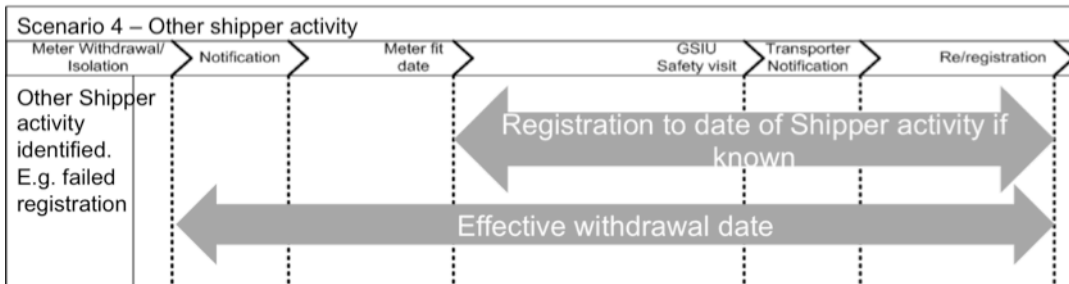 Scenario 4 – Other shipper activity
Meter Withdrawal/
Isolation
Notification
Meter fit
date
GSIU
Safety visit
Transporter
Notification
Re/registration
Other Shipper
activity
identified.
E.g. failed
registration
Registration to date of Shipper activity if
known
Effective withdrawal date